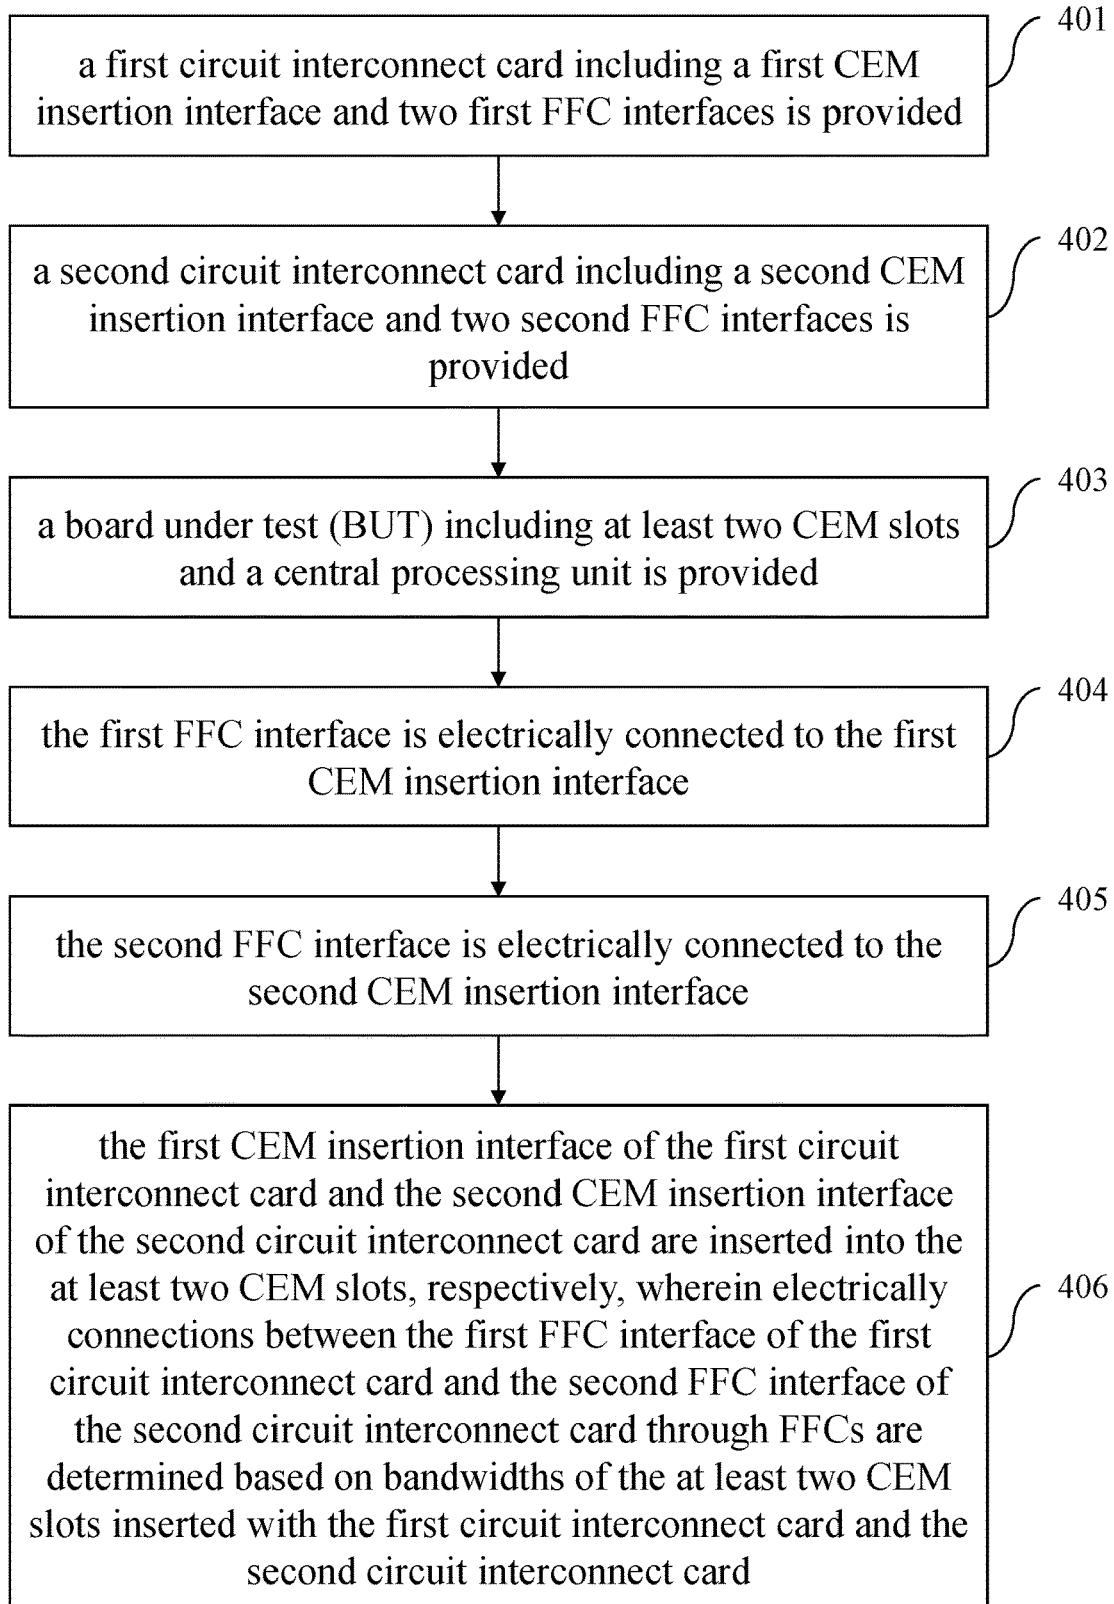 401
a first circuit interconnect card including a first CEM
insertion interface and two first FFC interfaces is provided
402
a second circuit interconnect card including a second CEM
insertion interface and two second FFC interfaces is
provided
403
a board under test (BUT) including at least two CEM slots
and a central processing unit is provided
404
the first FFC interface is electrically connected to the first
CEM insertion interface
405
the second FFC interface is electrically connected to the
second CEM insertion interface
406
the first CEM insertion interface of the first circuit
interconnect card and the second CEM insertion interface
of the second circuit interconnect card are inserted into the
at least two CEM slots, respectively, wherein electrically
connections between the first FFC interface of the first
circuit interconnect card and the second FFC interface of
the second circuit interconnect card through FFCs are
determined based on bandwidths of the at least two CEM
slots inserted with the first circuit interconnect card and the
second circuit interconnect card